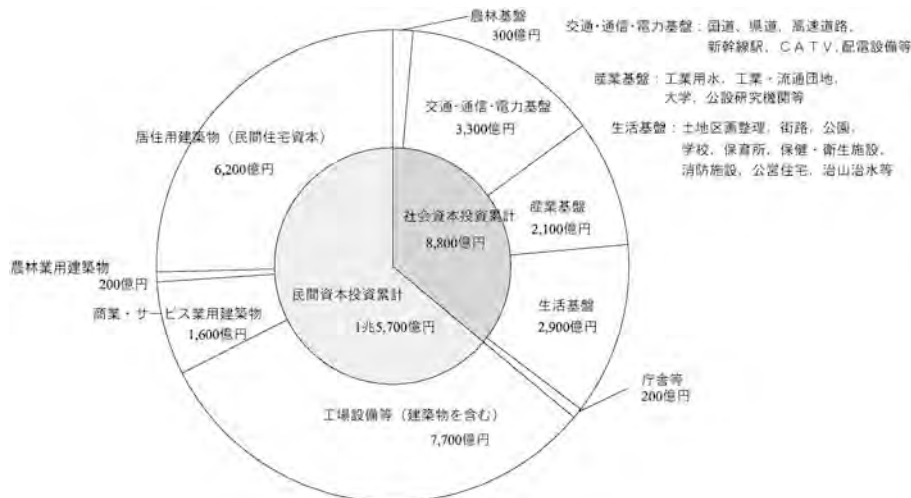 農林基盤
300億円
交通・通信・電力基盤：国道、県道、高速道路、
新幹線駅、ＣＡＴＶ、配電設備等
産業基盤：工業用水、工業・流通団地、
大学、公設研究機関等
生活基盤：土地区画整理、街路、公園、
学校、保育所、保健・衛生施設、
消防施設、公営住宅、治山治水等
交通・通信・電力基盤
3,300億円
居住用建築物（民間住宅資本）
6,200億円
産業基盤
2,100億円
社会資本投資累計
8,800億円
農林業用建築物
200億円
民間資本投資累計
1兆5,700億円
生活基盤
2,900億円
商業・サービス業用建築物
1,600億円
庁舎等
200億円
工場設備等（建築物を含む）
7,700億円